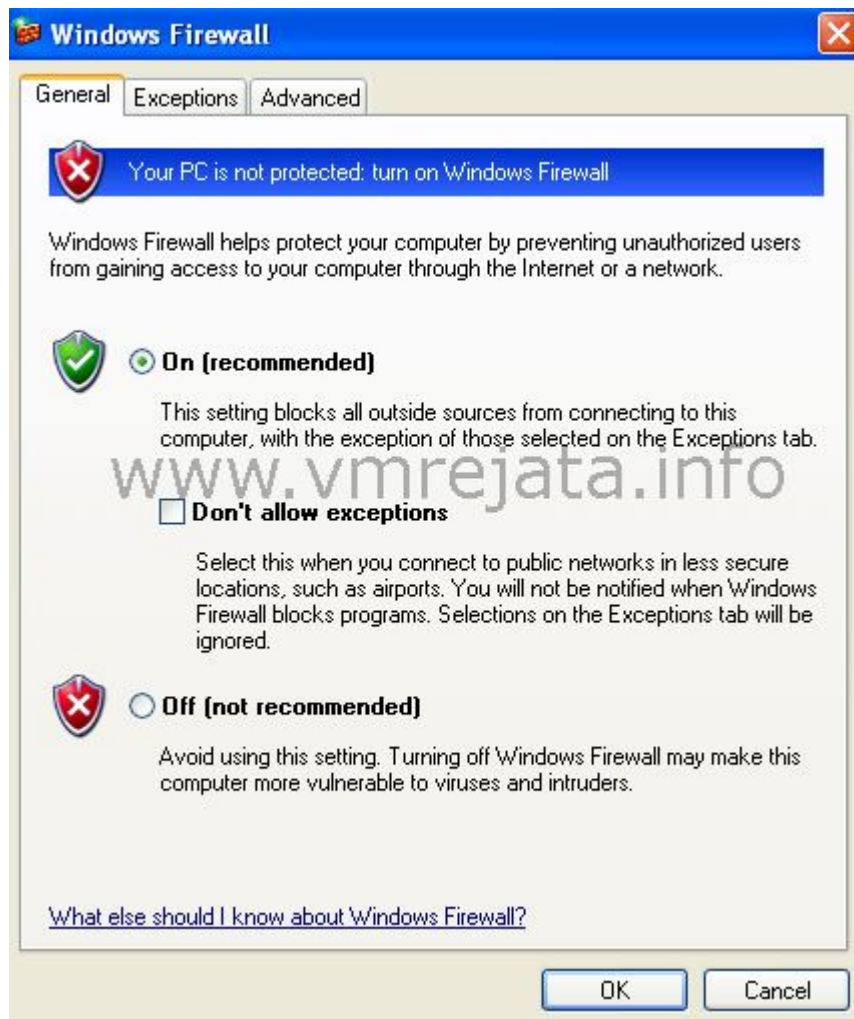 Windows Firewall
General Exceptions Advanced
Your PC is not protected: turn on Windows Firewall
Windows Firewall helps protect your computer by preventing unauthorized users
from gaining access to your computer through the Internet or a network.
On (recommended)
This setting blocks all outside sources from connecting to this
computer, with the exception of those selected on the Exceptions tab.
www.vmrejata.info
Don't allow exceptions
Select this when you connect to public networks in less secure
locations, such as airports. You will not be notified when Windows
Firewall blocks programs. Selections on the Exceptions tab will be
ignored.
Off (not recommended)
Avoid using this setting. Turning off Windows Firewall may make this
computer more vulnerable to viruses and intruders.
What else should I know about Windows Firewall?
OK Cancel